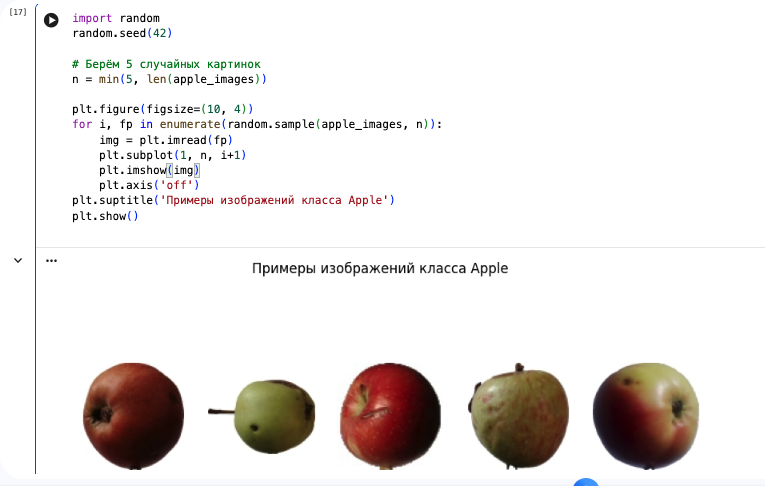 [17]
import random
random.seed(42)
# Берём 5 случайных картинок
n = min(5, len(apple_images))
plt.figure(figsize=(10, 4))
for i, fp in enumerate(random.sample(apple_images, n)):
    img = plt.imread(fp)
    plt.subplot(1, n, i+1)
    plt.imshow(img)
    plt.axis('off')
plt.suptitle('Примеры изображений класса Apple')
plt.show()
Примеры изображений класса Apple